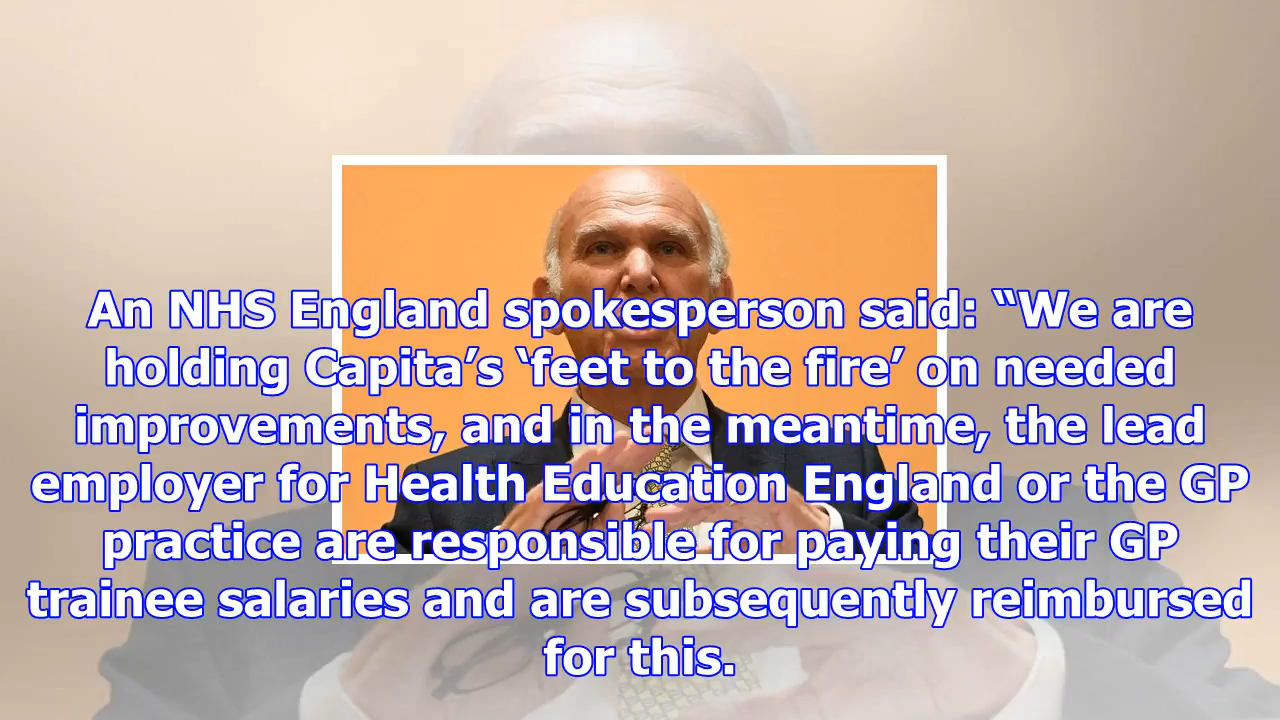 An NHS England spokesperson said: “We are
holding Capita’s ‘feet to the fire’ on needed
improvements, and in the meantime, the lead
employer for Health Education England or the GP
practice are responsible for paying their GP
trainee salaries and are subsequently reimbursed
for this.